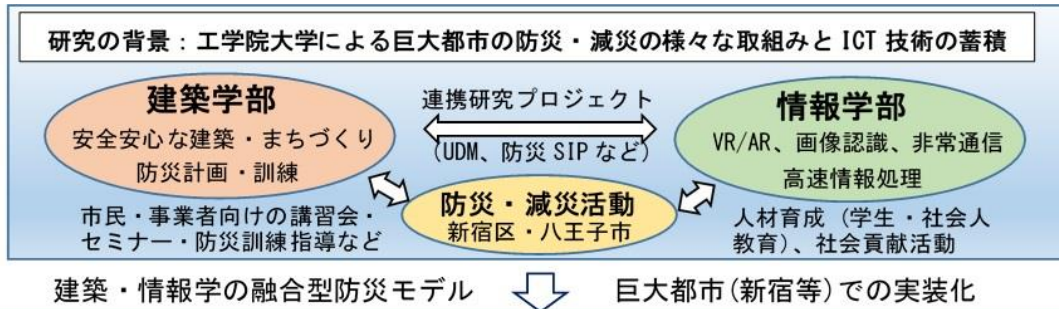 研究の背景：工学院大学による巨大都市の防災・減災の様々な取組みと ICT 技術の蓄積
建築学部
安全安心な建築・まちづくり
防災計画・訓練
連携研究プロジェクト
（UDM、防災 SIP など）
情報学部
VR/AR、画像認識、非常通信
高速情報処理
防災・減災活動
新宿区・八王子市
市民・事業者向けの講習会・
セミナー・防災訓練指導など
人材育成（学生・社会人
教育）、社会貢献活動
建築・情報学の融合型防災モデル
巨大都市(新宿等)での実装化